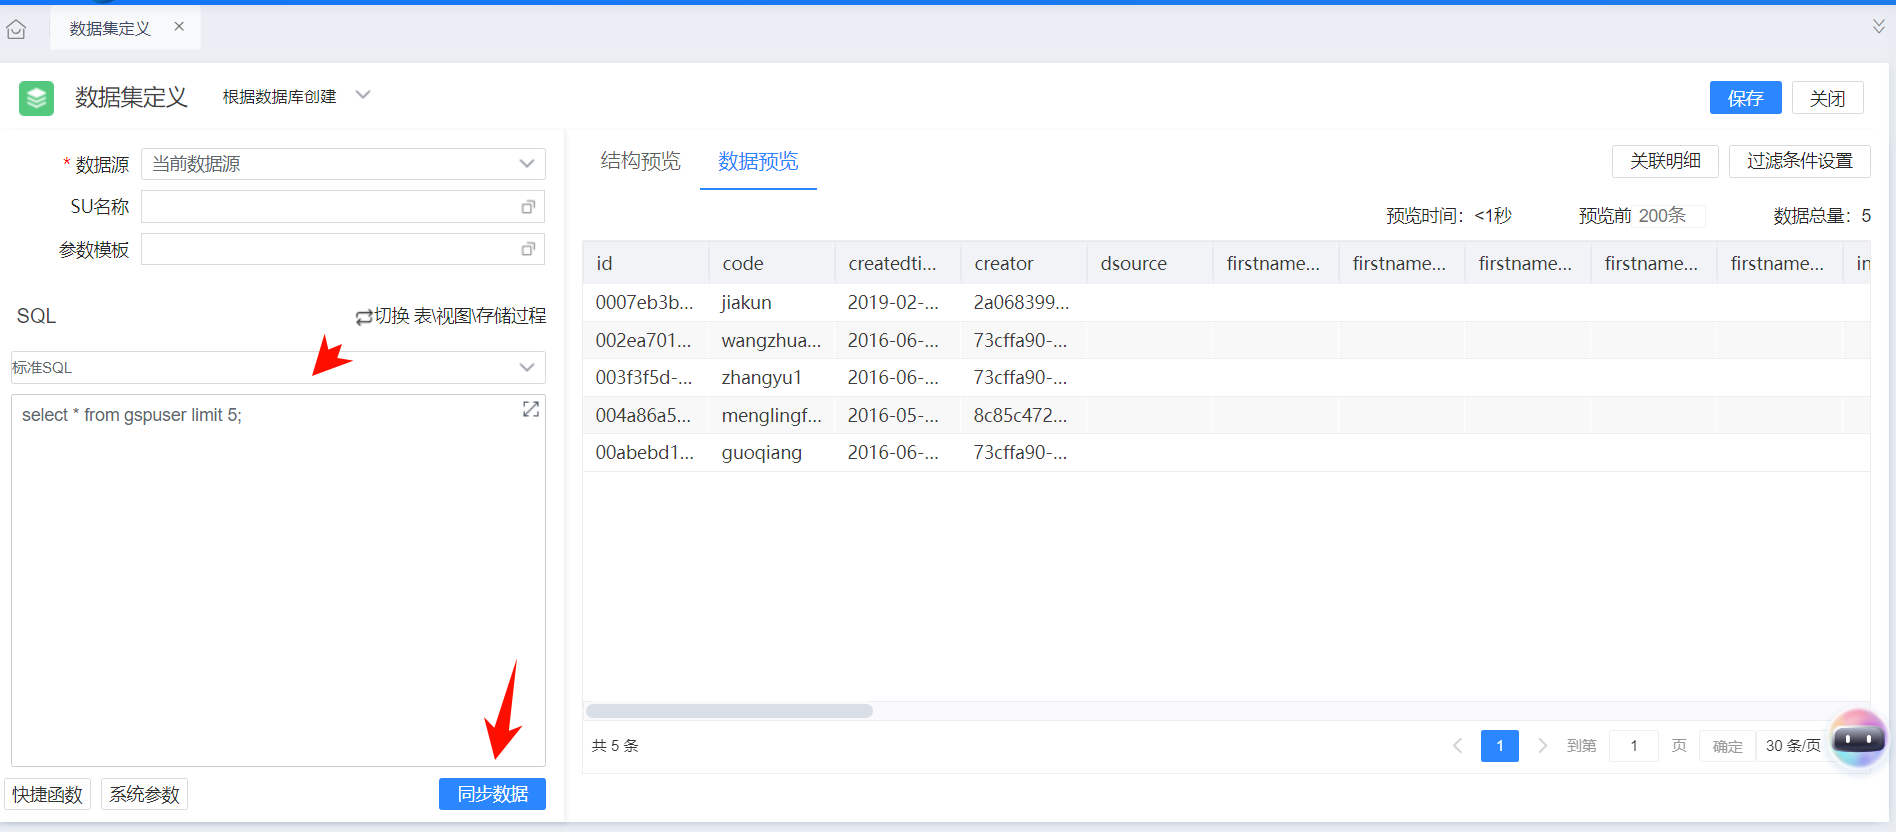 数据集定义
数据集定义 根据数据库创建 保存 关闭
* 数据源 当前数据源
SU名称
参数模板
SQL 切换 表\视图\存储过程
标准SQL
select * from gspuser limit 5;
快捷函数 系统参数 同步数据
结构预览 数据预览 关联明细 过滤条件设置
预览时间：<1秒 预览前 200条 数据总量：5
id code createdti... creator dsource firstname... firstname... firstname... firstname... firstname... in
0007eb3b... jiakun 2019-02-... 2a068399...
002ea701... wangzhua... 2016-06-... 73cffa90-...
003f3f5d-... zhangyu1 2016-06-... 73cffa90-...
004a86a5... menglingf... 2016-05-... 8c85c472...
00abebd1... guoqiang 2016-06-... 73cffa90-...
共 5 条 1 到第 1 页 确定 30 条/页